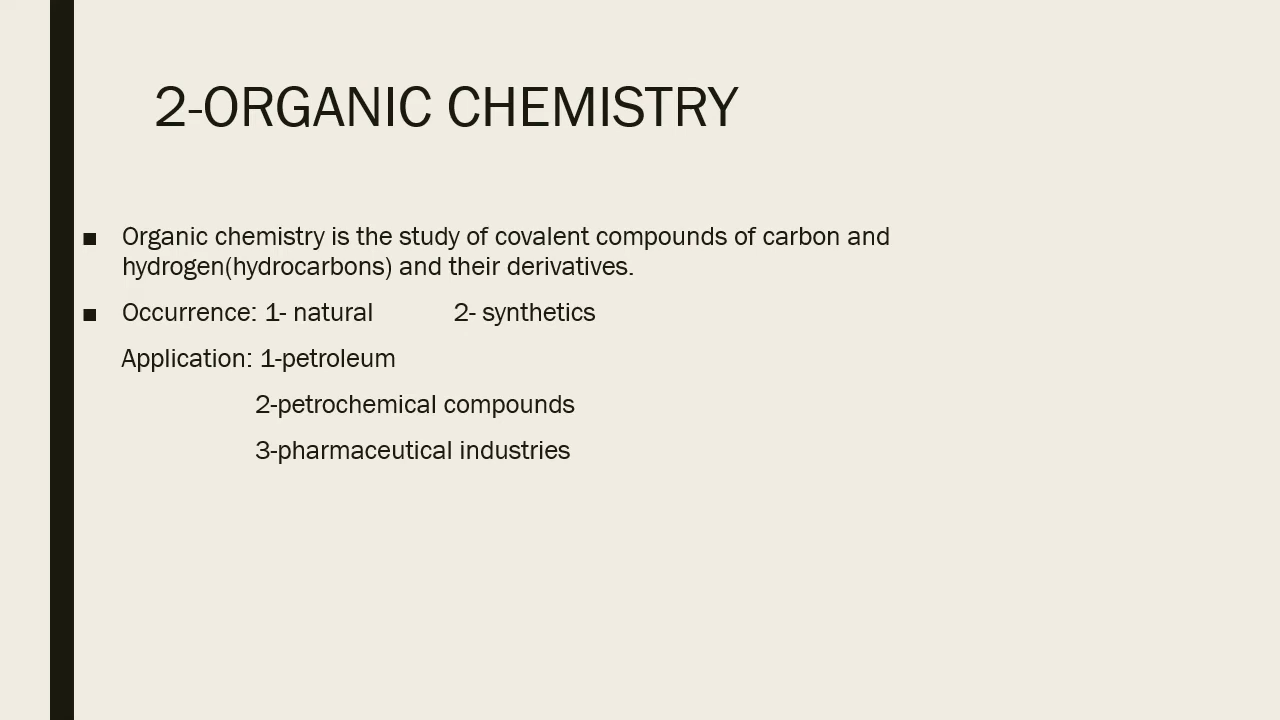 2-ORGANIC CHEMISTRY
■ Organic chemistry is the study of covalent compounds of carbon and
hydrogen(hydrocarbons) and their derivatives.
■ Occurrence: 1- natural 2- synthetics
Application: 1-petroleum
2-petrochemical compounds
3-pharmaceutical industries